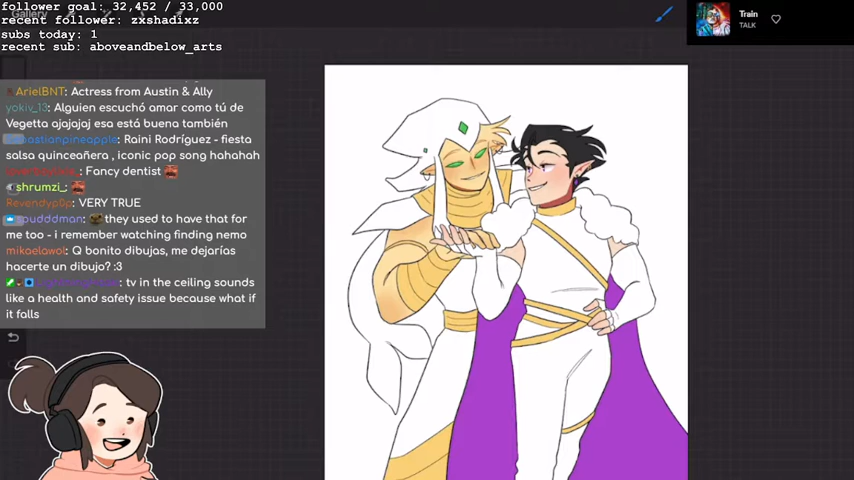 Gallery
follower goal: 32,452 / 33,000
recent follower: zxshadixz
subs today: 1
recent sub: aboveandbelow_arts
Train
TALK
ArielBNT: Actress from Austin & Ally
yokiv_13: Alguien escuchó amar como tú de
Vegetta ajajajaj esa está buena también
: Raini Rodríguez - fiesta
salsa quinceañera , iconic pop song hahahah
: Fancy dentist
shrumzi_:
Revendyp0p: VERY TRUE
: they used to have that for
me too - i remember watching finding nemo
mikaelawol: Q bonito dibujas, me dejarías
hacerte un dibujo? :3
: tv in the ceiling sounds
like a health and safety issue because what if
it falls